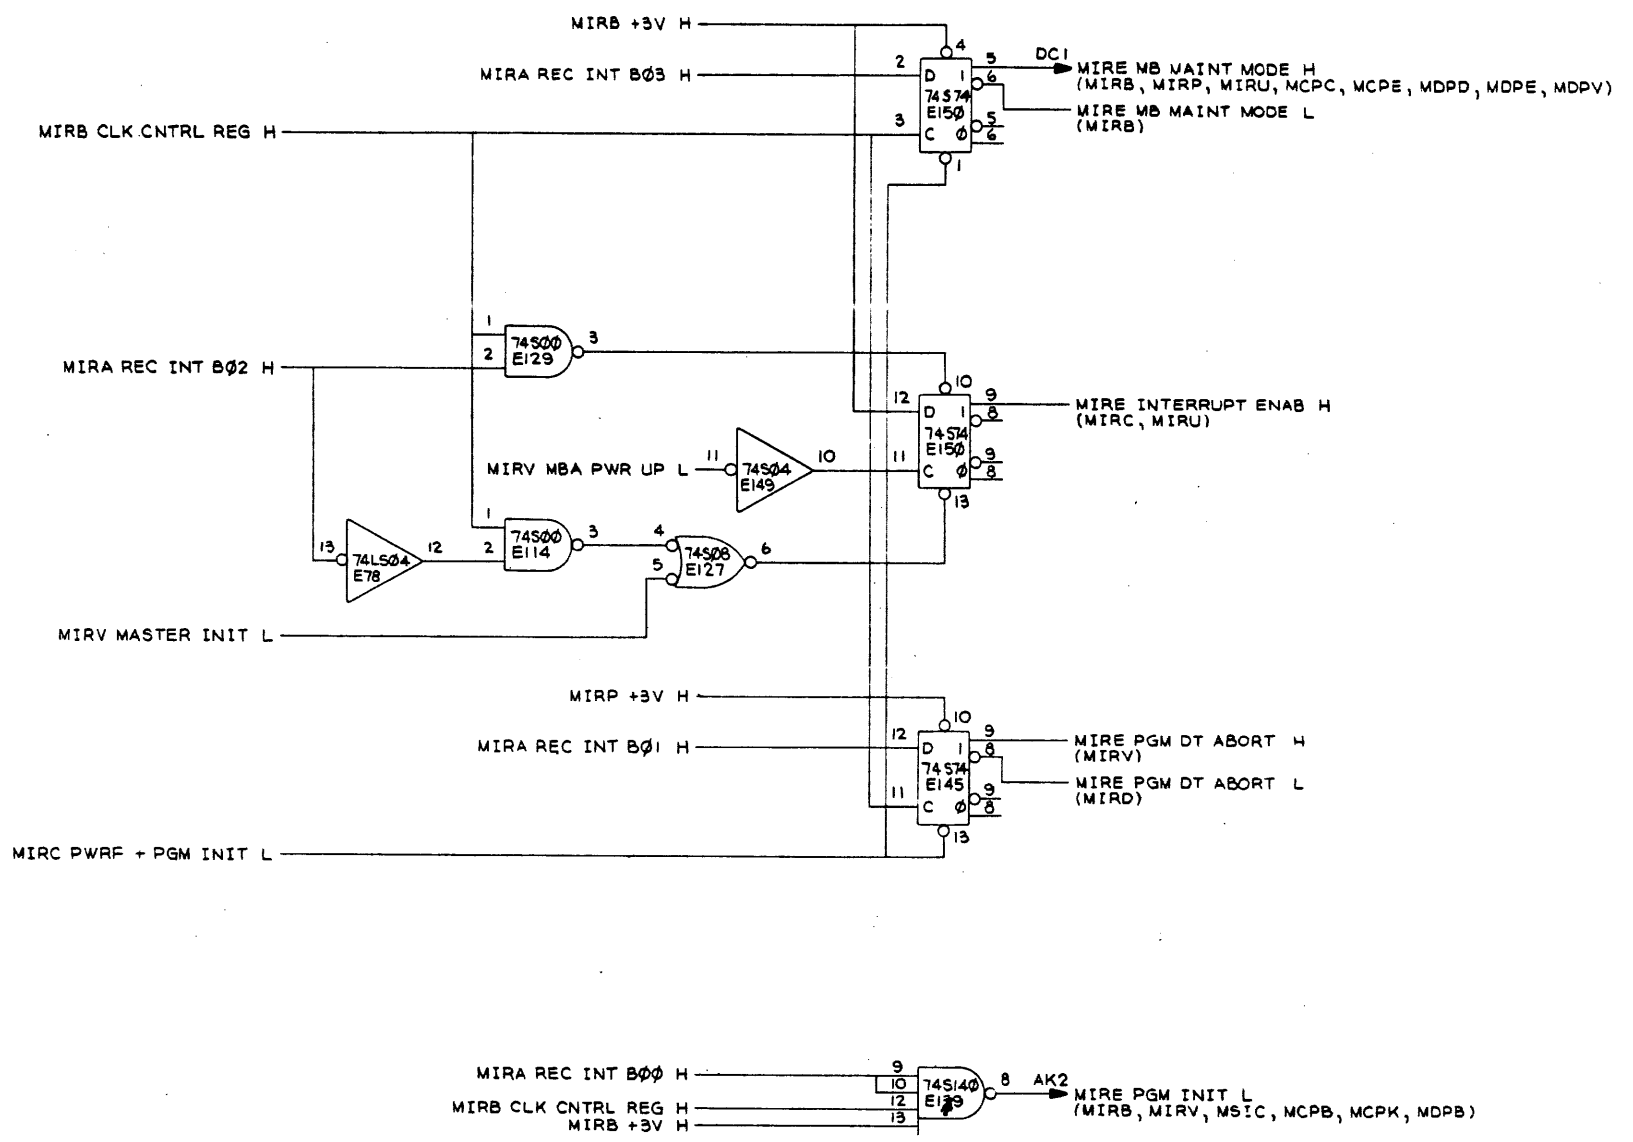 MIRB +3V H
4
2
5
DC1
MIRE MB MAINT MODE H
MIRA REC INT BØ3 H
D 1
6
(MIRB, MIRP, MIRU, MCPC, MCPE, MDPD, MDPE, MDPV)
74S74
E15Ø
MIRE MB MAINT MODE L
(MIRB)
MIRB CLK CNTRL REG H
3
C Ø
5
6
1
1
74SØØ
E129
3
2
MIRA REC INT BØ2 H
10
12
9
D 1
8
MIRE INTERRUPT ENAB H
(MIRC, MIRU)
74S74
E15Ø
MIRV MBA PWR UP L
11
74SØ4
E149
10
11
C Ø
9
8
13
1
74SØØ
E114
3
2
13
74LSØ4
E78
12
4
74SØ8
E127
6
5
MIRV MASTER INIT L
MIRP +3V H
10
12
9
MIRE PGM DT ABORT H
(MIRV)
MIRA REC INT BØ1 H
D 1
8
74S74
E145
MIRE PGM DT ABORT L
(MIRD)
11
C Ø
9
8
13
MIRC PWRF + PGM INIT L
MIRA REC INT BØØ H
9
10
74S14Ø
8
AK2
MIRE PGM INIT L
(MIRB, MIRV, MSIC, MCPB, MCPK, MDPB)
MIRB CLK CNTRL REG H
12
MIRB +3V H
13